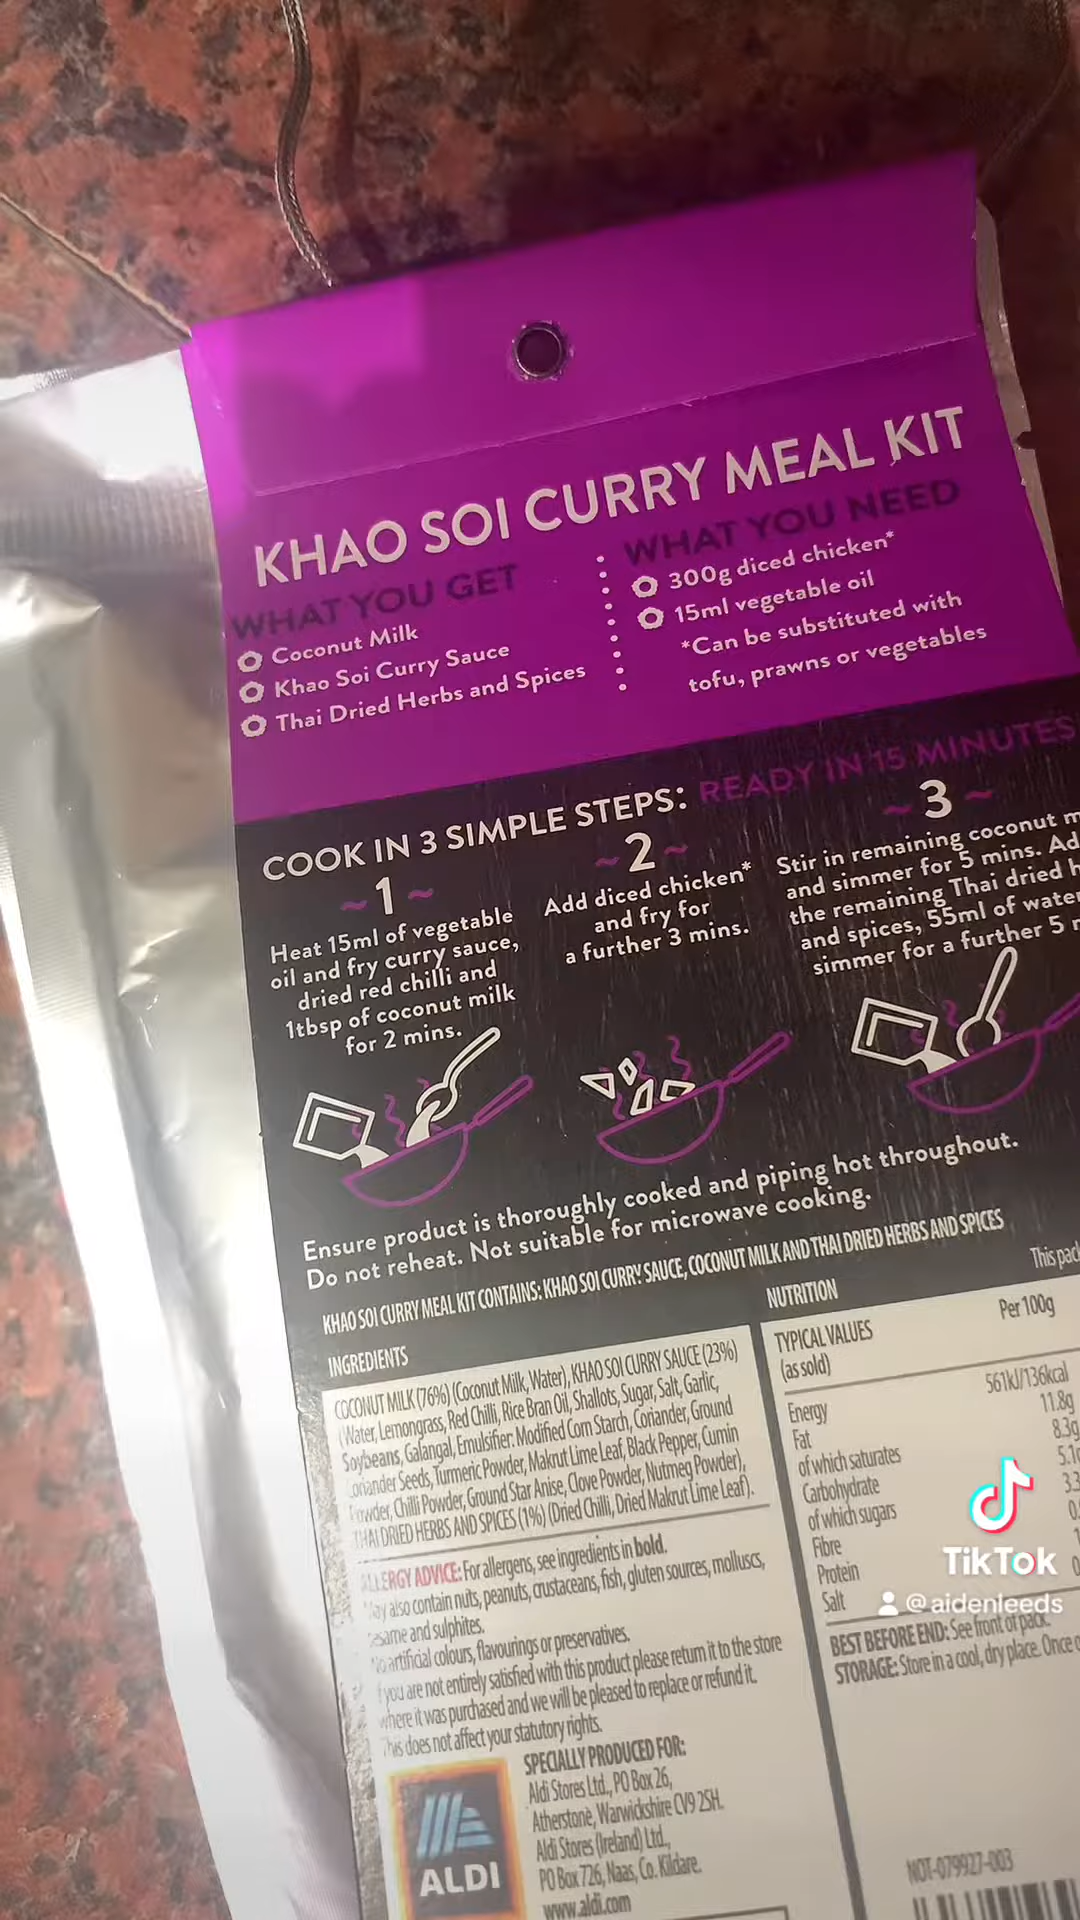 KHAO SOI CURRY MEAL KIT
WHAT YOU GET
Coconut Milk
Khao Soi Curry Sauce
Thai Dried Herbs and Spices
WHAT YOU NEED
300g diced chicken*
15ml vegetable oil
*Can be substituted with
tofu, prawns or vegetables
COOK IN 3 SIMPLE STEPS: READY IN 15 MINUTES
~1~
Heat 15ml of vegetable
oil and fry curry sauce,
dried red chilli and
1tbsp of coconut milk
for 2 mins.
~2~
Add diced chicken*
and fry for
a further 3 mins.
~3~
Stir in remaining coconut m
and simmer for 5 mins. Ad
the remaining Thai dried h
and spices, 55ml of water
simmer for a further 5 m
Ensure product is thoroughly cooked and piping hot throughout.
Do not reheat. Not suitable for microwave cooking.
KHAO SOI CURRY MEAL KIT CONTAINS: KHAO SOI CURRY SAUCE, COCONUT MILK AND THAI DRIED HERBS AND SPICES
INGREDIENTS
COCONUT MILK (76%) (Coconut Milk, Water), KHAO SOI CURRY SAUCE (23%)
(Water, Lemongrass, Red Chilli, Rice Bran Oil, Shallots, Sugar, Salt, Garlic,
Soybeans, Galangal, Emulsifier: Modified Corn Starch, Coriander, Ground
Coriander Seeds, Turmeric Powder, Makrut Lime Leaf, Black Pepper, Cumin
Powder, Chilli Powder, Ground Star Anise, Clove Powder, Nutmeg Powder),
THAI DRIED HERBS AND SPICES (1%) (Dried Chilli, Dried Makrut Lime Leaf).
ALLERGY ADVICE: For allergens, see ingredients in bold.
May also contain nuts, peanuts, crustaceans, fish, gluten sources, molluscs,
sesame and sulphites.
No artificial colours, flavourings or preservatives.
If you are not entirely satisfied with this product please return it to the store
where it was purchased and we will be pleased to replace or refund it.
This does not affect your statutory rights.
SPECIALLY PRODUCED FOR:
Aldi Stores Ltd., PO Box 26,
Atherstone, Warwickshire CV9 2SH.
Aldi Stores (Ireland) Ltd.,
PO Box 726, Naas, Co. Kildare.
www.aldi.com
ALDI
NUTRITION
This pack
TYPICAL VALUES Per 100g
(as sold)
Energy 561kJ/136kcal
Fat 11.8g
of which saturates 8.3g
Carbohydrate 5.1g
of which sugars 3.3
Fibre 0.
Protein 1
Salt 0.
BEST BEFORE END: See front of pack.
STORAGE: Store in a cool, dry place. Once o
NOT-079927-003
TikTok
@aidenleeds